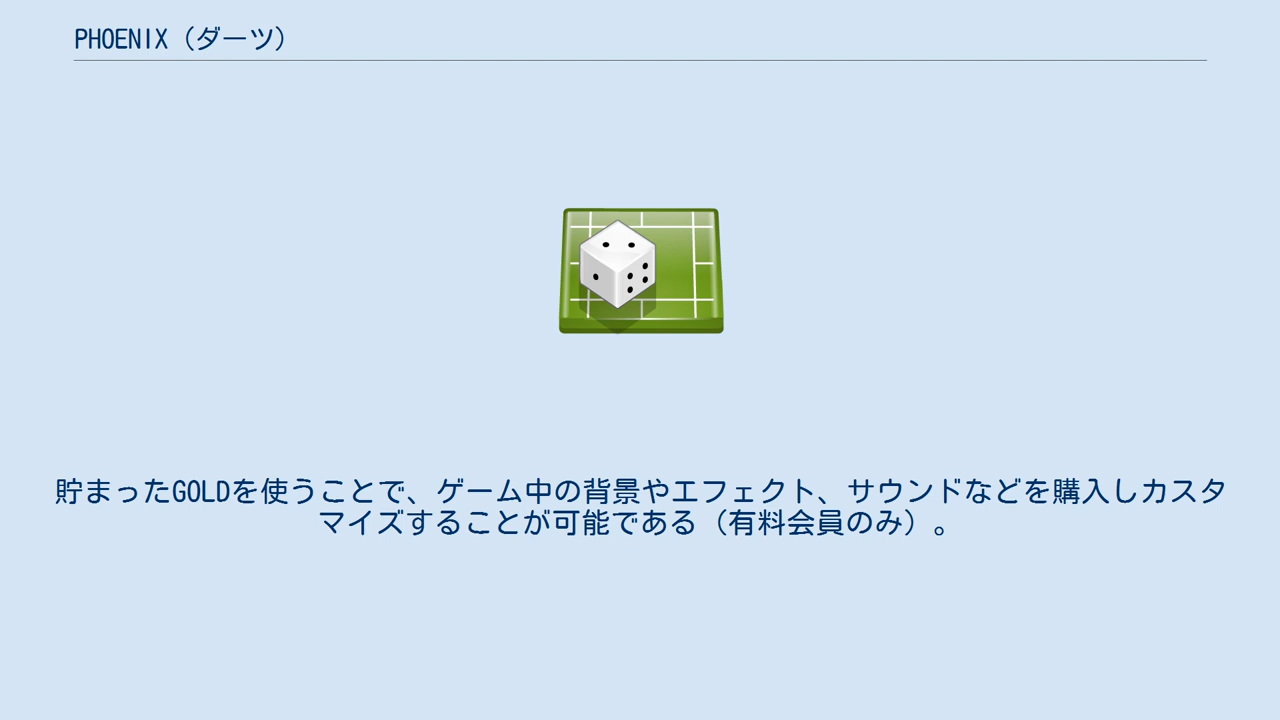 PHOENIX（ダーツ）
貯まったGOLDを使うことで、ゲーム中の背景やエフェクト、サウンドなどを購入しカスタ
マイズすることが可能である（有料会員のみ）。